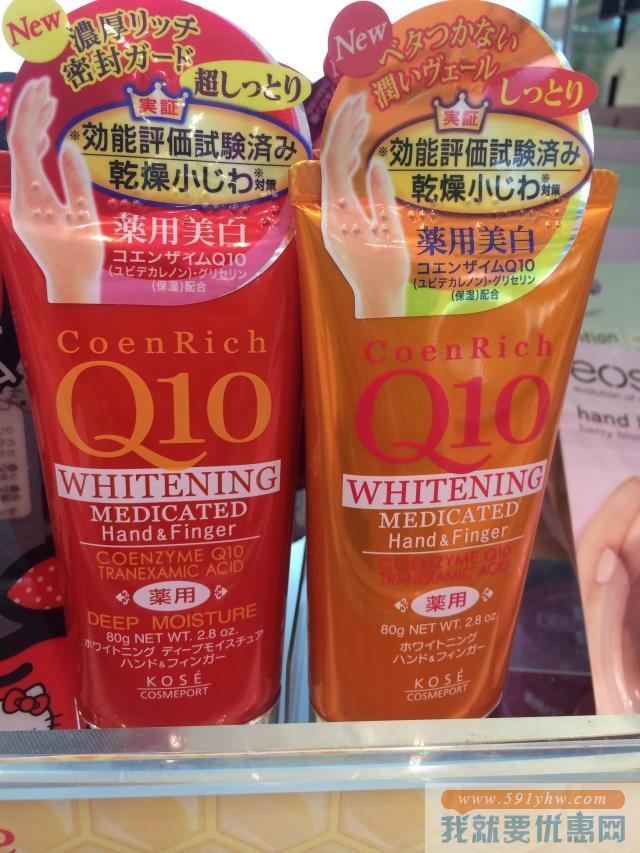 New
濃厚リッチ
密封ガード
超しっとり
実証
※効能評価試験済み
乾燥小じわ※対策
薬用美白
コエンザイムQ10
(ユビデカレノン)・グリセリン
(保湿)配合
CoenRich
Q10
WHITENING
MEDICATED
Hand&Finger
COENZYME Q10
TRANEXAMIC ACID
薬用
DEEP MOISTURE
80g NET WT. 2.8 oz.
ホワイトニング ディープモイスチュア
ハンド&フィンガー
KOSÉ
COSMEPORT
New
ベタつかない
潤いヴェール
しっとり
実証
※効能評価試験済み
乾燥小じわ※対策
薬用美白
コエンザイムQ10
(ユビデカレノン)・グリセリン
(保湿)配合
CoenRich
Q10
WHITENING
MEDICATED
Hand&Finger
COENZYME Q10
TRANEXAMIC ACID
薬用
80g NET WT. 2.8 oz.
ホワイトニング
ハンド&フィンガー
KOSÉ
COSMEPORT
eos
evolution of
hand
berry
www.591yhw.com
我就要优惠网